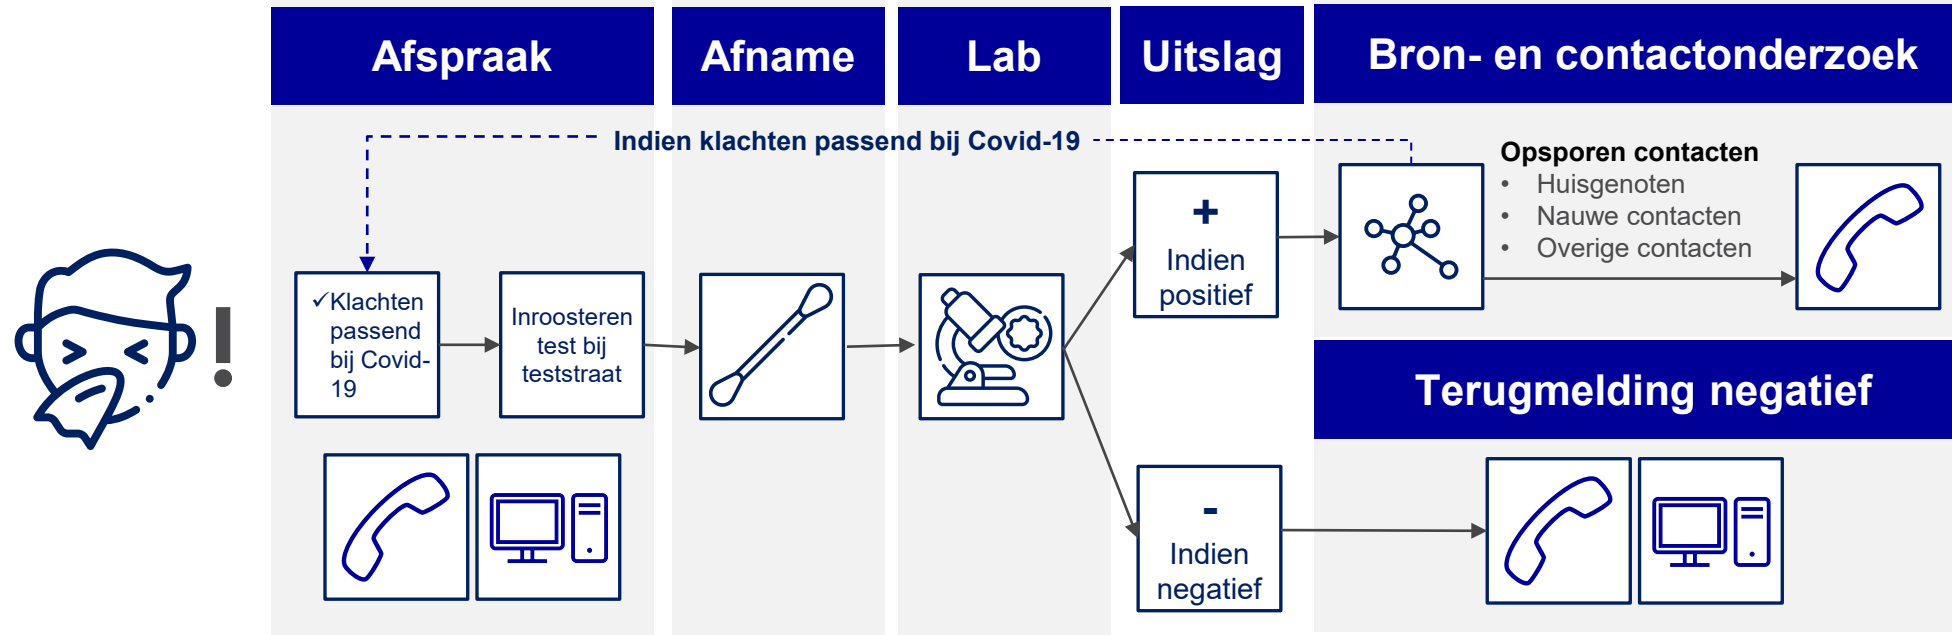 Afspraak
Afname
Lab
Uitslag
Bron- en contactonderzoek
Indien klachten passend bij Covid-19
Opsporen contacten
• Huisgenoten
• Nauwe contacten
• Overige contacten
+
Indien
positief
✓Klachten
passend
bij Covid-
19
Inroosteren
test bij
teststraat
!
Terugmelding negatief
-
Indien
negatief